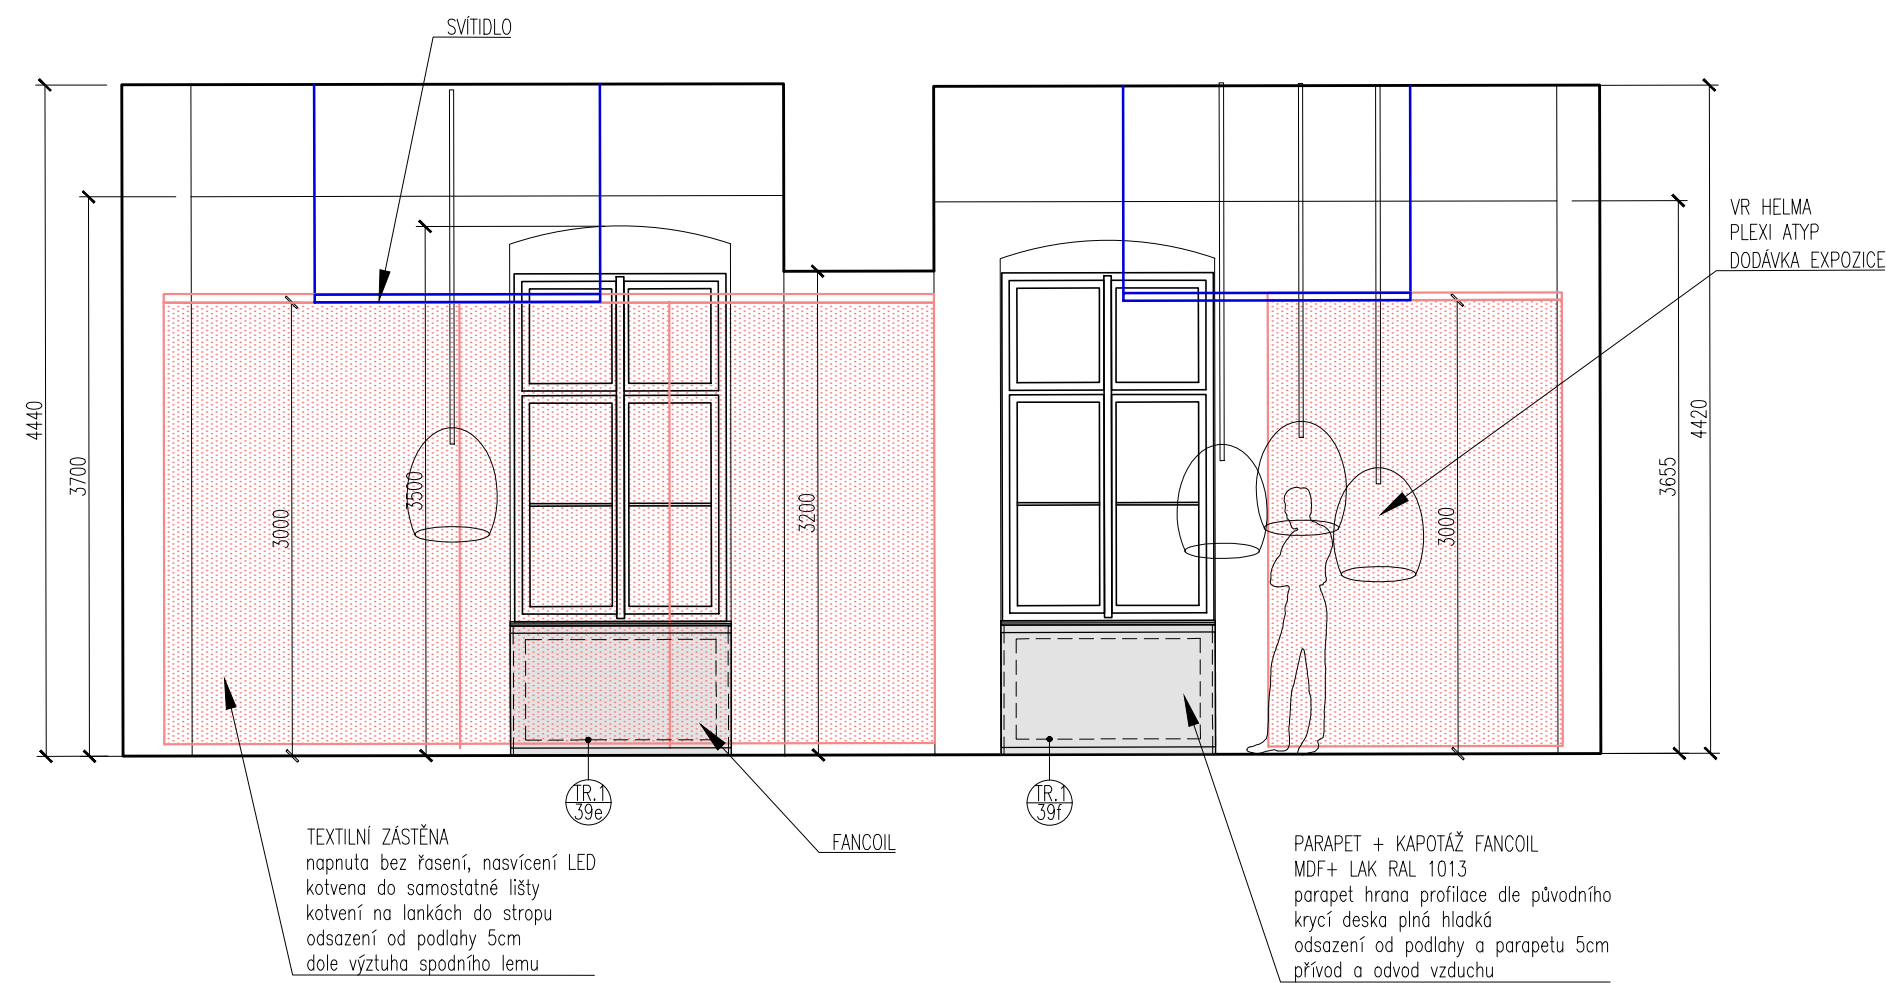 SVÍTIDLO
VR HELMA
PLEXI ATYP
DODÁVKA EXPOZICE
4440
3700
3000
3500
3200
3000
3655
4420
TR.1
39e
TR.1
39f
FANCOIL
TEXTILNÍ ZÁSTĚNA
napnuta bez řasení, nasvícení LED
kotvena do samostatné lišty
kotvení na lankách do stropu
odsazení od podlahy 5cm
dole výztuha spodního lemu
PARAPET + KAPOTÁŽ FANCOIL
MDF+ LAK RAL 1013
parapet hrana profilace dle původního
krycí deska plná hladká
odsazení od podlahy a parapetu 5cm
přívod a odvod vzduchu